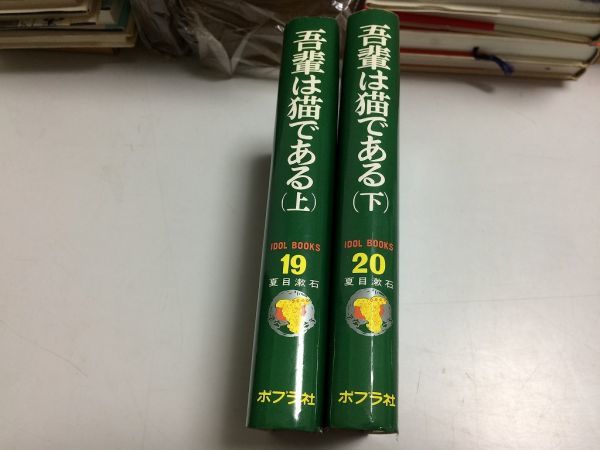 吾輩は猫である(上)
IDOL BOOKS
19
夏目漱石
ポプラ社
吾輩は猫である(下)
IDOL BOOKS
20
夏目漱石
ポプラ社